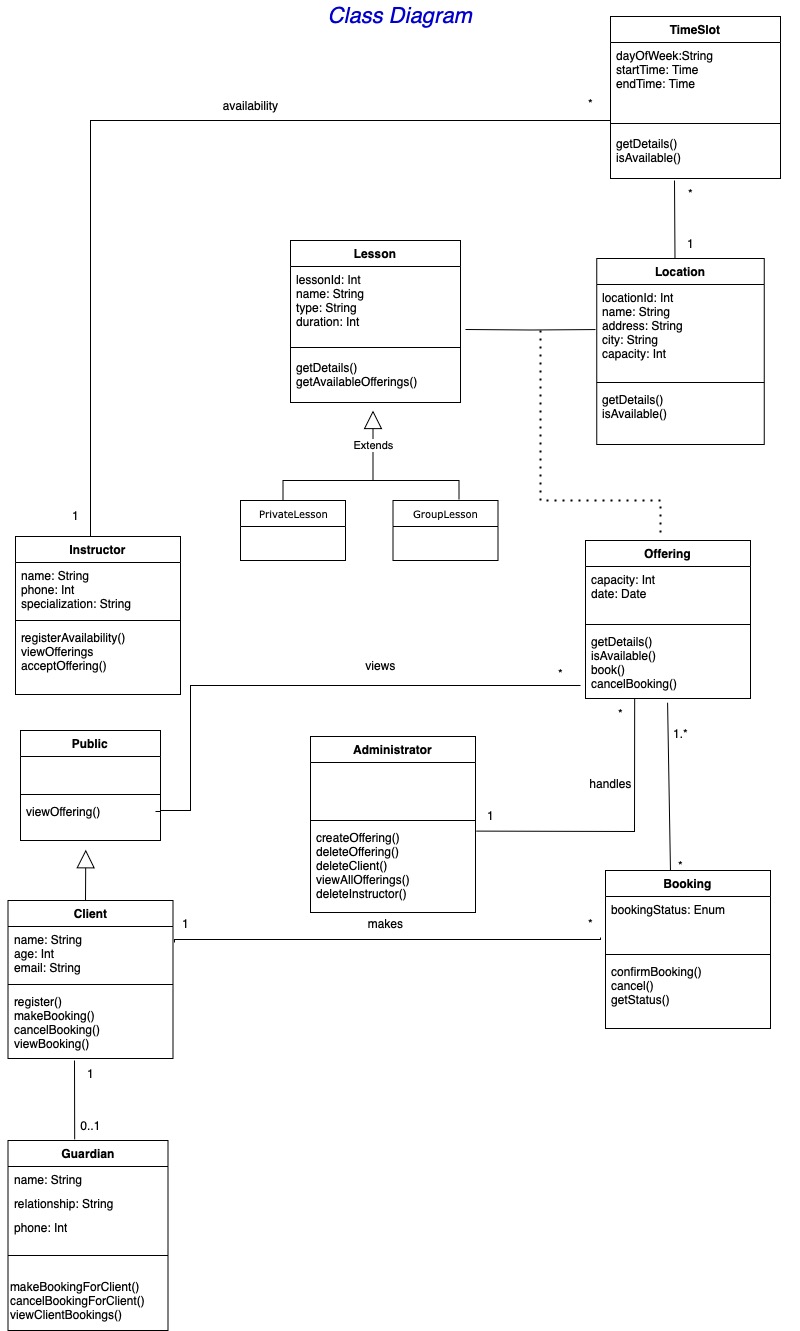 Class Diagram
TimeSlot
dayOfWeek:String
startTime: Time
endTime: Time
getDetails()
isAvailable()
availability
*
1
*
1
Lesson
lessonId: Int
name: String
type: String
duration: Int
getDetails()
getAvailableOfferings()
Location
locationId: Int
name: String
address: String
city: String
capacity: Int
getDetails()
isAvailable()
Extends
PrivateLesson
GroupLesson
Instructor
name: String
phone: Int
specialization: String
registerAvailability()
viewOfferings
acceptOffering()
Offering
capacity: Int
date: Date
getDetails()
isAvailable()
book()
cancelBooking()
views
*
Public
viewOffering()
Administrator
createOffering()
deleteOffering()
deleteClient()
viewAllOfferings()
deleteInstructor()
*
handles
1
1.*
*
Client
name: String
age: Int
email: String
register()
makeBooking()
cancelBooking()
viewBooking()
1
makes
*
Booking
bookingStatus: Enum
confirmBooking()
cancel()
getStatus()
1
0..1
Guardian
name: String
relationship: String
phone: Int
makeBookingForClient()
cancelBookingForClient()
viewClientBookings()